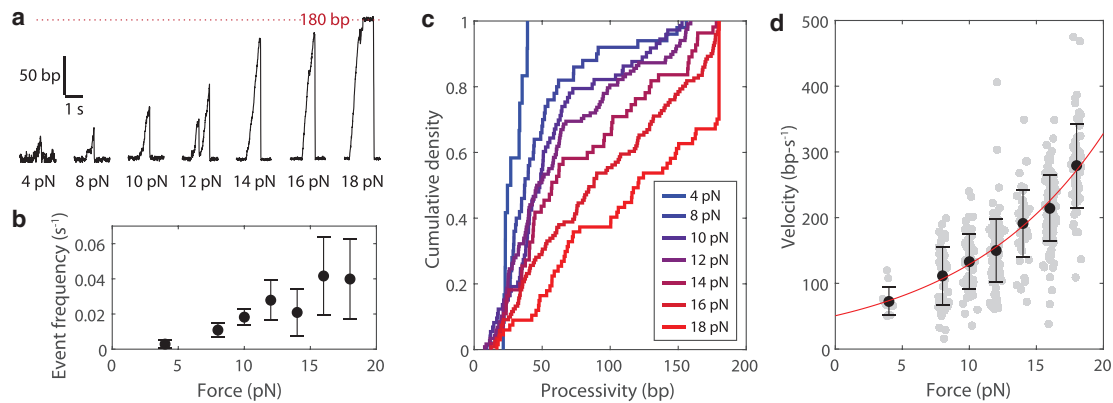 a
180 bp
50 bp
1 s
4 pN 8 pN 10 pN 12 pN 14 pN 16 pN 18 pN
b
Event frequency (s⁻¹)
0.06
0.04
0.02
0
0 5 10 15 20
Force (pN)
c
Cumulative density
1
0.8
0.6
0.4
0.2
0
0 50 100 150 200
Processivity (bp)
4 pN
8 pN
10 pN
12 pN
14 pN
16 pN
18 pN
d
Velocity (bp-s⁻¹)
500
400
300
200
100
0
0 5 10 15 20
Force (pN)